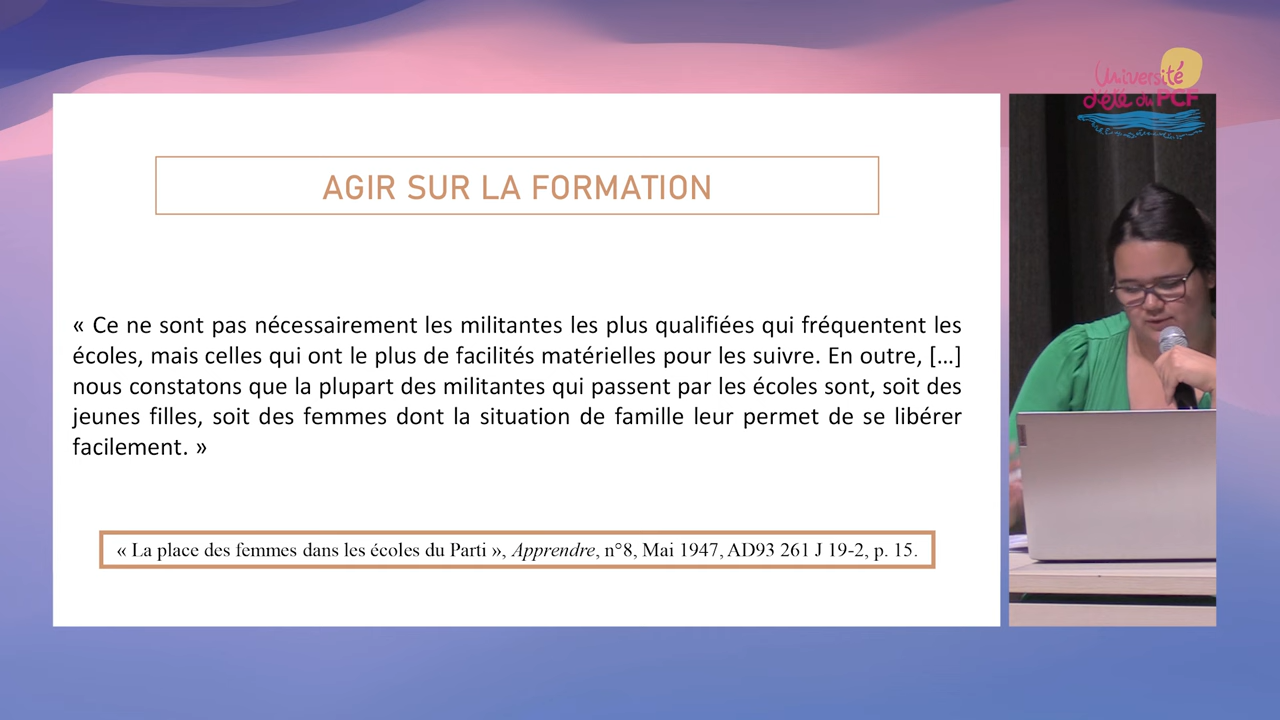 Université
d'été du PCF
AGIR SUR LA FORMATION
« Ce ne sont pas nécessairement les militantes les plus qualifiées qui fréquentent les
écoles, mais celles qui ont le plus de facilités matérielles pour les suivre. En outre, […]
nous constatons que la plupart des militantes qui passent par les écoles sont, soit des
jeunes filles, soit des femmes dont la situation de famille leur permet de se libérer
facilement. »
« La place des femmes dans les écoles du Parti », Apprendre, n°8, Mai 1947, AD93 261 J 19-2, p. 15.